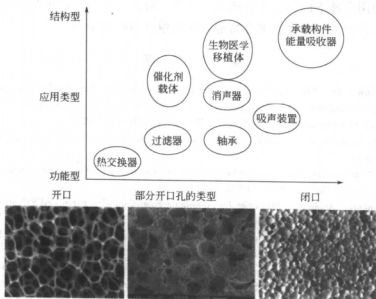 结构型
承载构件
能量吸收器
生物医学
移植体
催化剂
载体
应用类型
消声器
吸声装置
过滤器
轴承
热交换器
功能型
开口
部分开口孔的类型
闭口